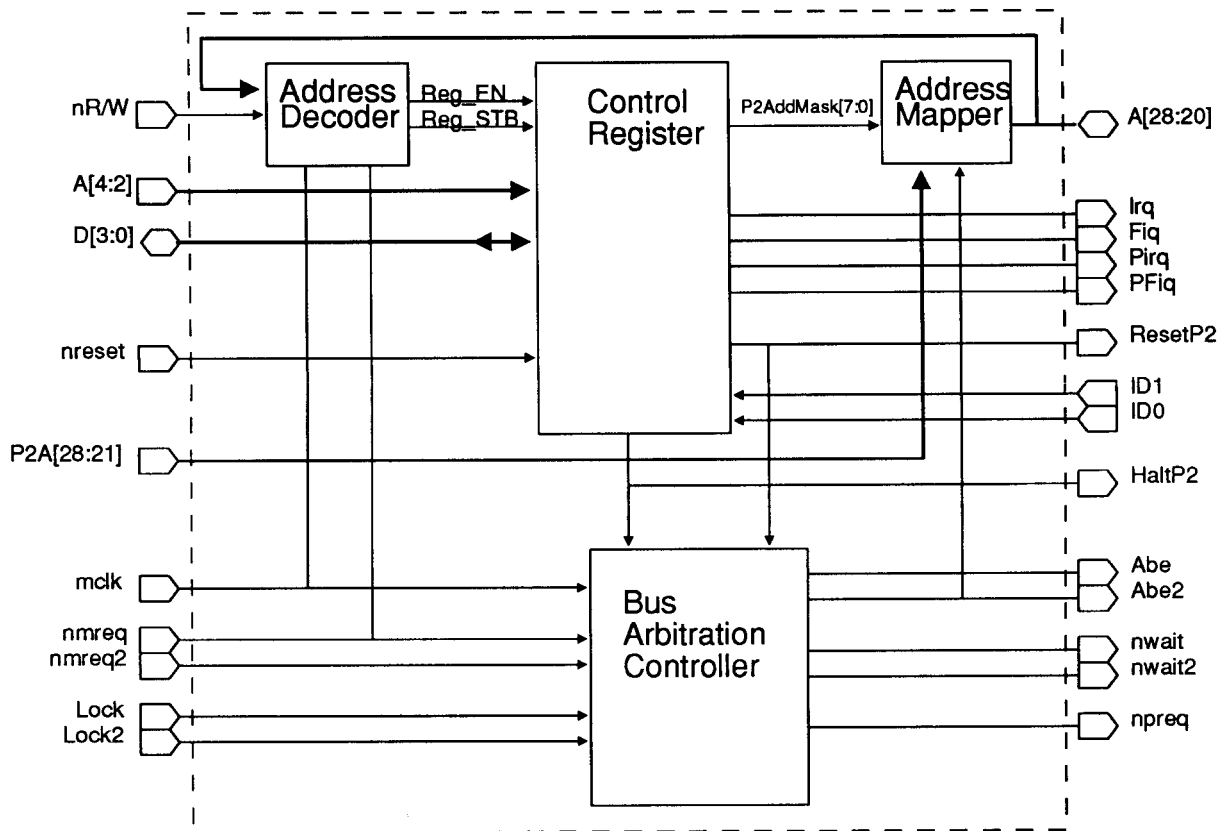 nR/W
Address
Decoder
Reg_EN
Reg_STB
Control
Register
P2AddMask[7:0]
Address
Mapper
A[28:20]
A[4:2]
D[3:0]
Irq
Fiq
Pirq
PFiq
nreset
ResetP2
ID1
ID0
P2A[28:21]
HaltP2
mclk
nmreq
nmreq2
Lock
Lock2
Bus
Arbitration
Controller
Abe
Abe2
nwait
nwait2
npreq